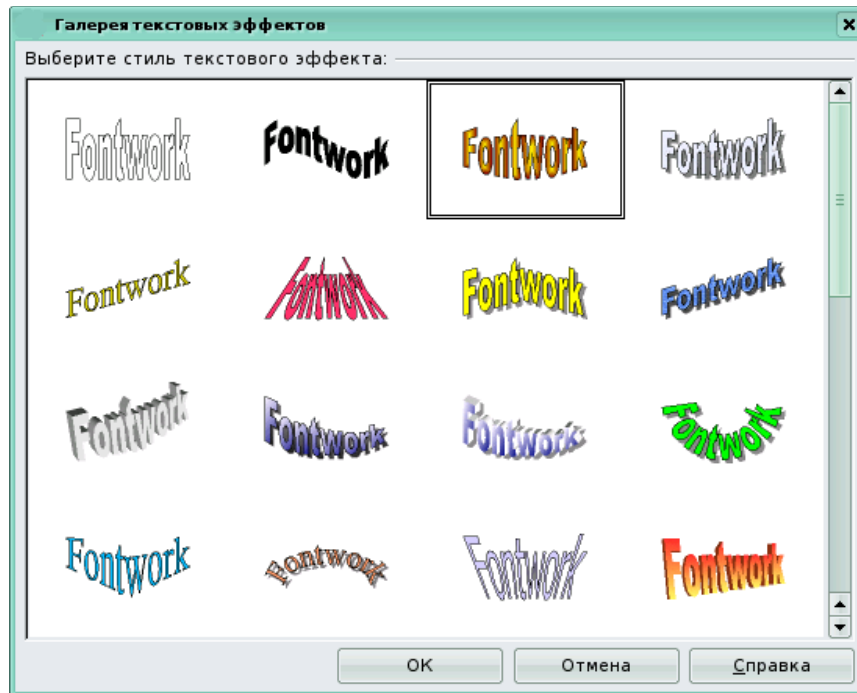 Галерея текстовых эффектов
Выберите стиль текстового эффекта:
Fontwork Fontwork Fontwork Fontwork
Fontwork Fontwork Fontwork Fontwork
Fontwork Fontwork Fontwork Fontwork
Fontwork Fontwork Fontwork Fontwork
OK Отмена Справка